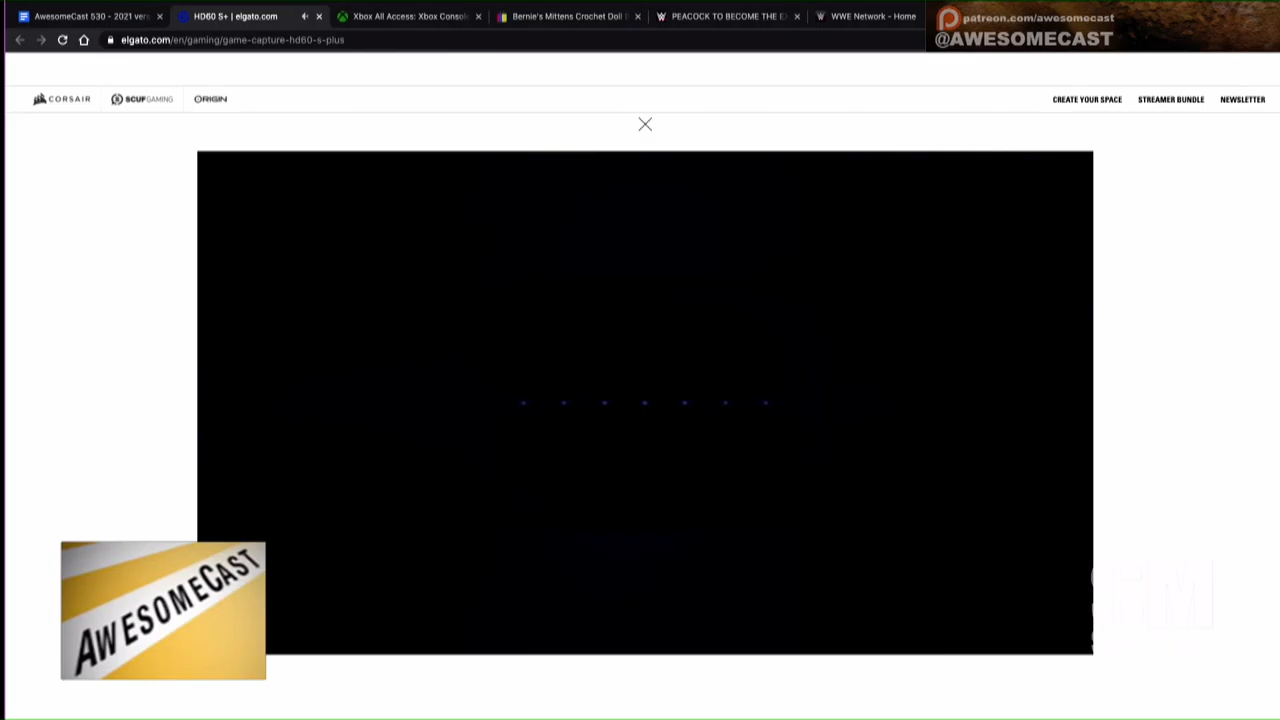 AwesomeCast 530 - 2021 vers
HD60 S+ | elgato.com
Xbox All Access: Xbox Consol
Bernie's Mittens Crochet Doll
PEACOCK TO BECOME THE E
WWE Network - Home
patreon.com/awesomecast
@AWESOMECAST
elgato.com/en/gaming/game-capture-hd60-s-plus
CORSAIR
SCUF GAMING
ORIGIN
CREATE YOUR SPACE
STREAMER BUNDLE
NEWSLETTER
AWESOMECAST